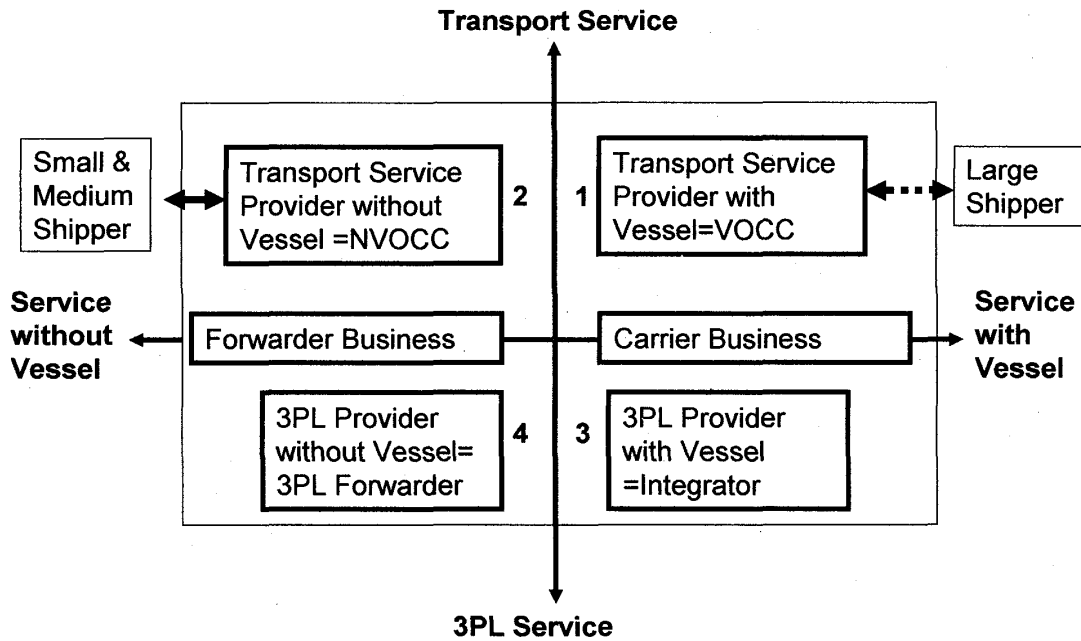 Transport Service
Small &
Medium
Shipper
Transport Service
Provider without
Vessel =NVOCC
2
1
Transport Service
Provider with
Vessel=VOCC
Large
Shipper
Service
without
Vessel
Forwarder Business
Carrier Business
Service
with
Vessel
3PL Provider
without Vessel=
3PL Forwarder
4
3
3PL Provider
with Vessel
=Integrator
3PL Service